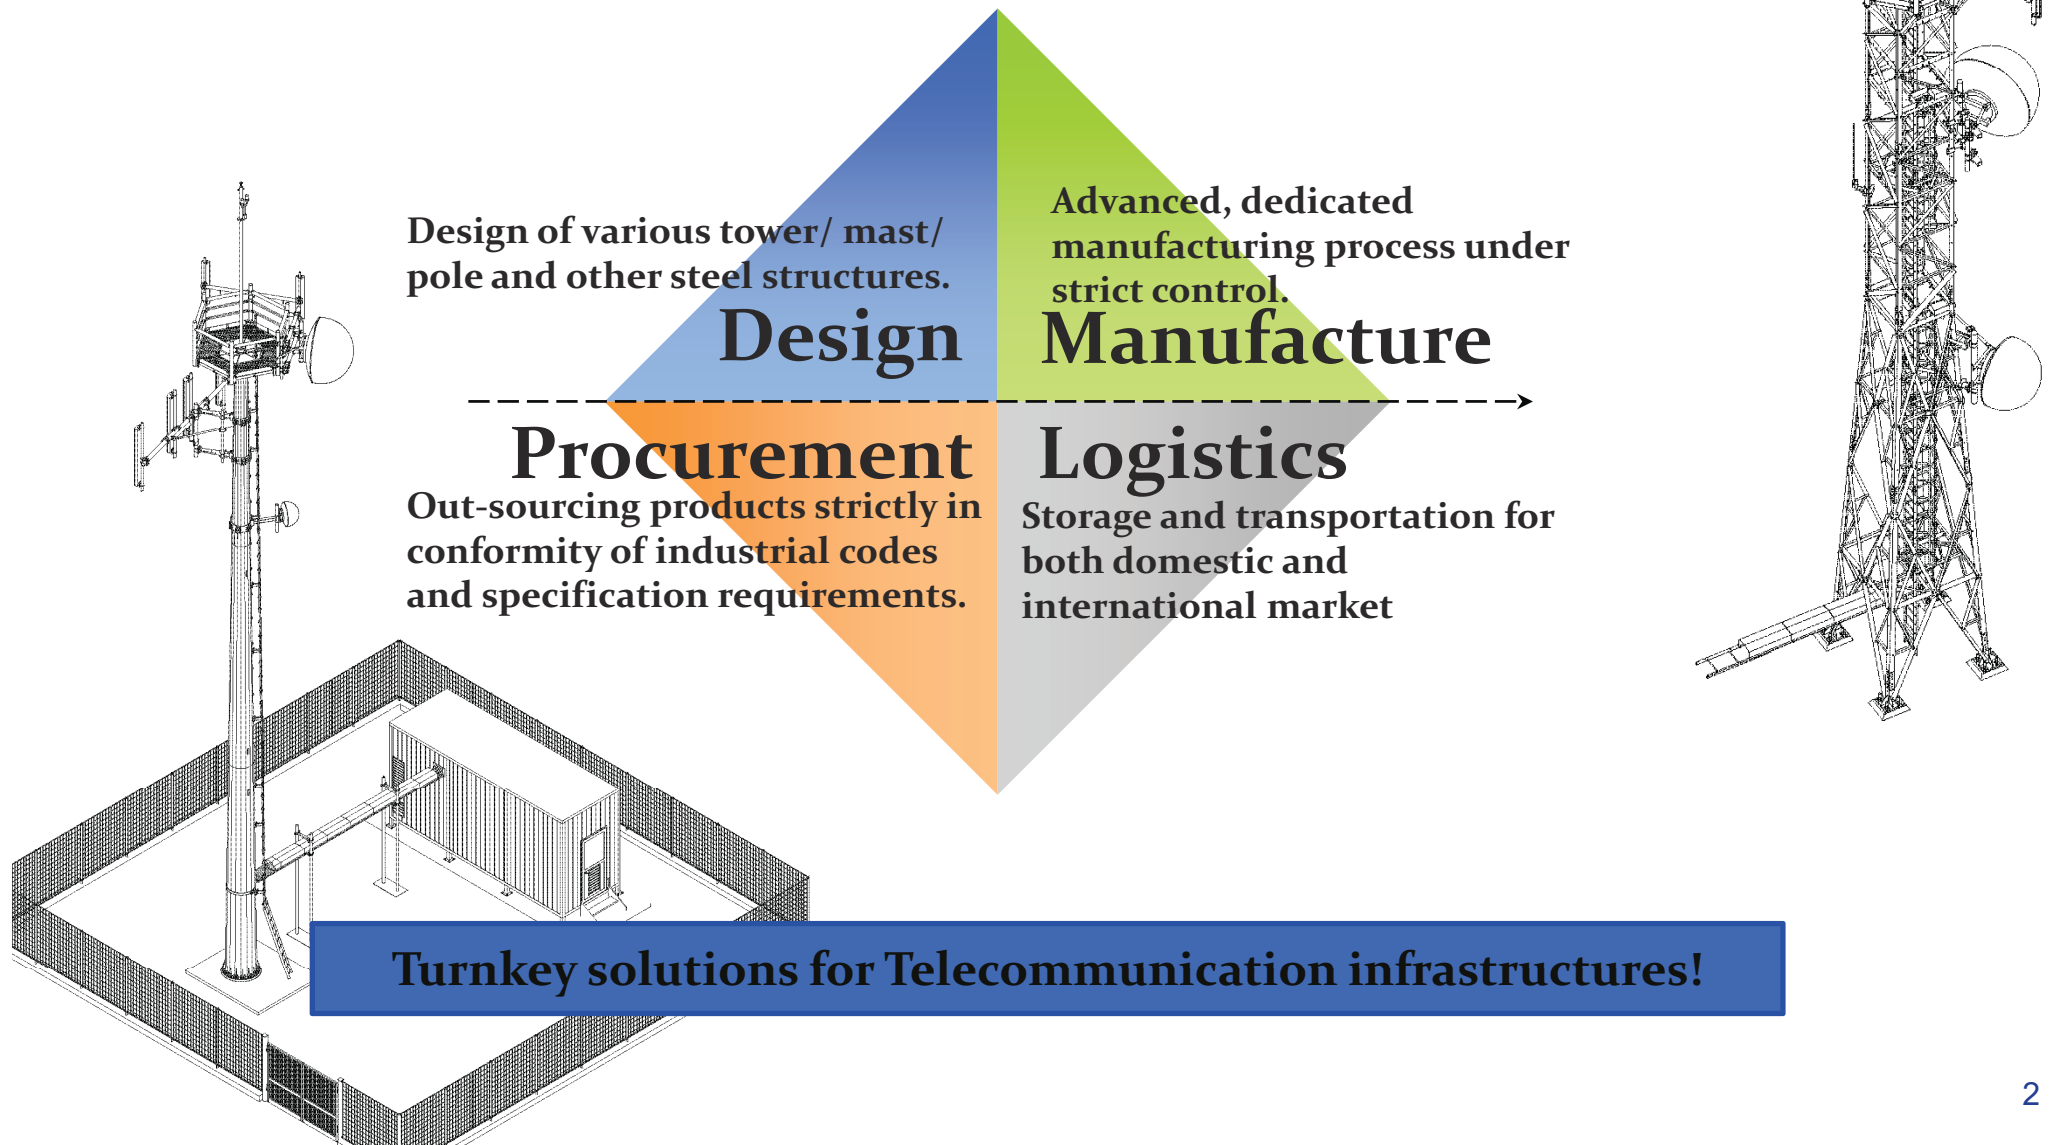 Design of various tower/ mast/
pole and other steel structures.
Design
Advanced, dedicated
manufacturing process under
strict control.
Manufacture
Procurement
Out-sourcing products strictly in
conformity of industrial codes
and specification requirements.
Logistics
Storage and transportation for
both domestic and
international market
Turnkey solutions for Telecommunication infrastructures!
2